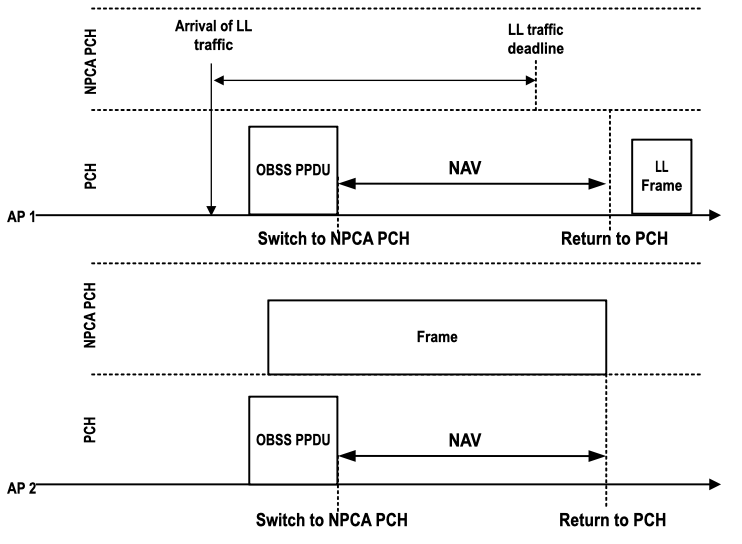 Arrival of LL
traffic
LL traffic
deadline
NPCA PCH
PCH
OBSS PPDU
NAV
LL
Frame
AP 1
Switch to NPCA PCH
Return to PCH
NPCA PCH
Frame
PCH
OBSS PPDU
NAV
AP 2
Switch to NPCA PCH
Return to PCH